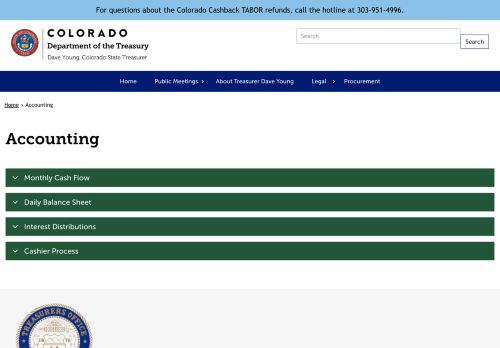 For questions about the Colorado Cashback TABOR refunds, call the hotline at 303-951-4996.
COLORADO
Department of the Treasury
Dave Young, Colorado State Treasurer
Search
Search
Home
Public Meetings
About Treasurer Dave Young
Legal
Procurement
Home > Accounting
Accounting
Monthly Cash Flow
Daily Balance Sheet
Interest Distributions
Cashier Process
TREASURERS OFFICE